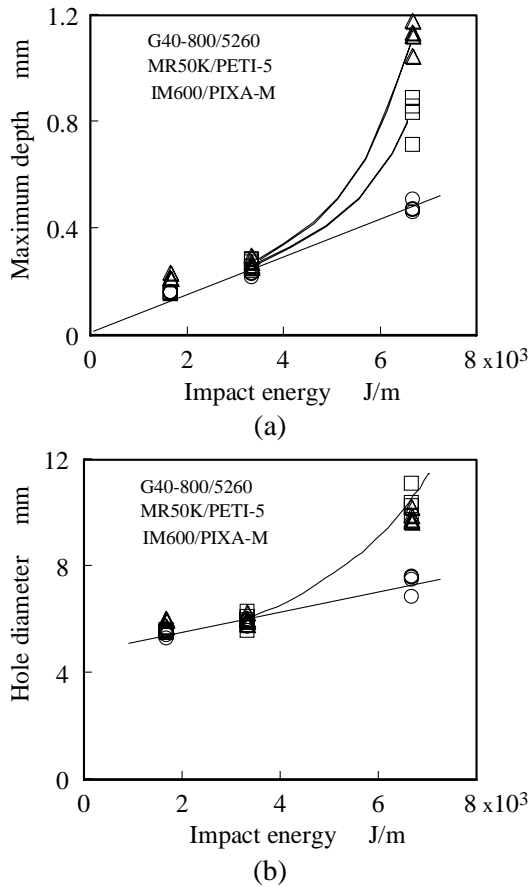 G40-800/5260
MR50K/PETI-5
IM600/PIXA-M
Maximum depth mm
1.2
0.8
0.4
0
0 2 4 6 8 x10³
Impact energy J/m
(a)
G40-800/5260
MR50K/PETI-5
IM600/PIXA-M
Hole diameter mm
12
8
4
0
0 2 4 6 8 x10³
Impact energy J/m
(b)